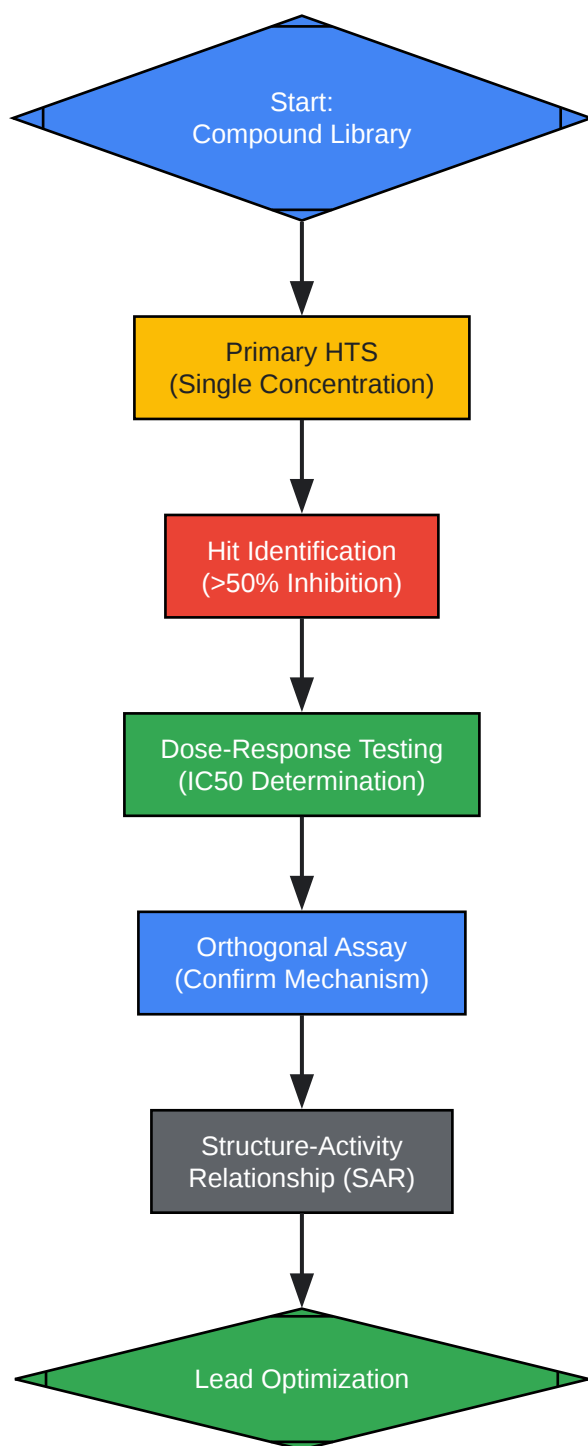 Start:
Compound Library
Primary HTS
(Single Concentration)
Hit Identification
(>50% Inhibition)
Dose-Response Testing
(IC50 Determination)
Orthogonal Assay
(Confirm Mechanism)
Structure-Activity
Relationship (SAR)
Lead Optimization